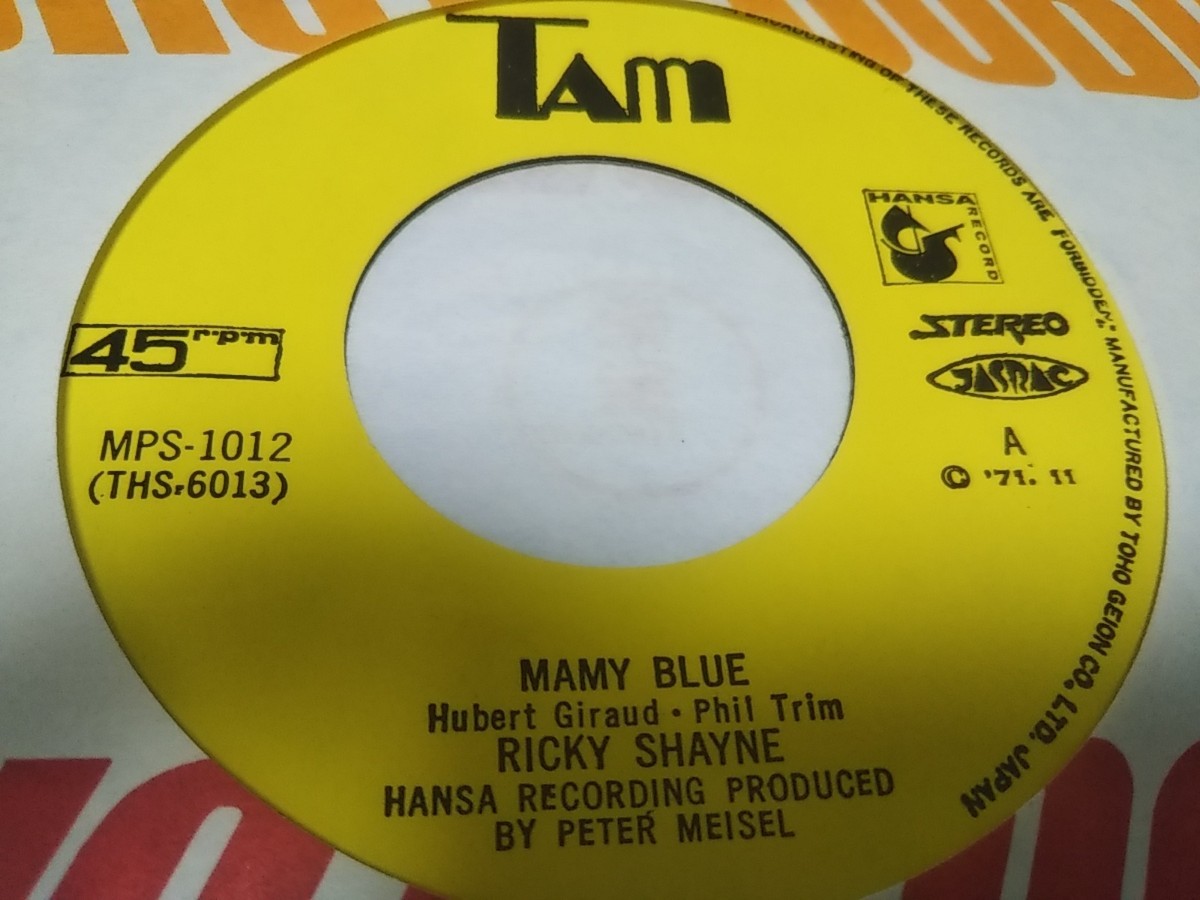 TAM
HANSA
RECORD
45 rpm
STEREO
JASRAC
MPS-1012
(THS-6013)
A
© '71. 11
MAMY BLUE
Hubert Giraud • Phil Trim
RICKY SHAYNE
HANSA RECORDING PRODUCED
BY PETER MEISEL
BROADCASTING OF THESE RECORDS ARE FORBIDDEN." MANUFACTURED BY TOHO GEION CO., LTD. JAPAN